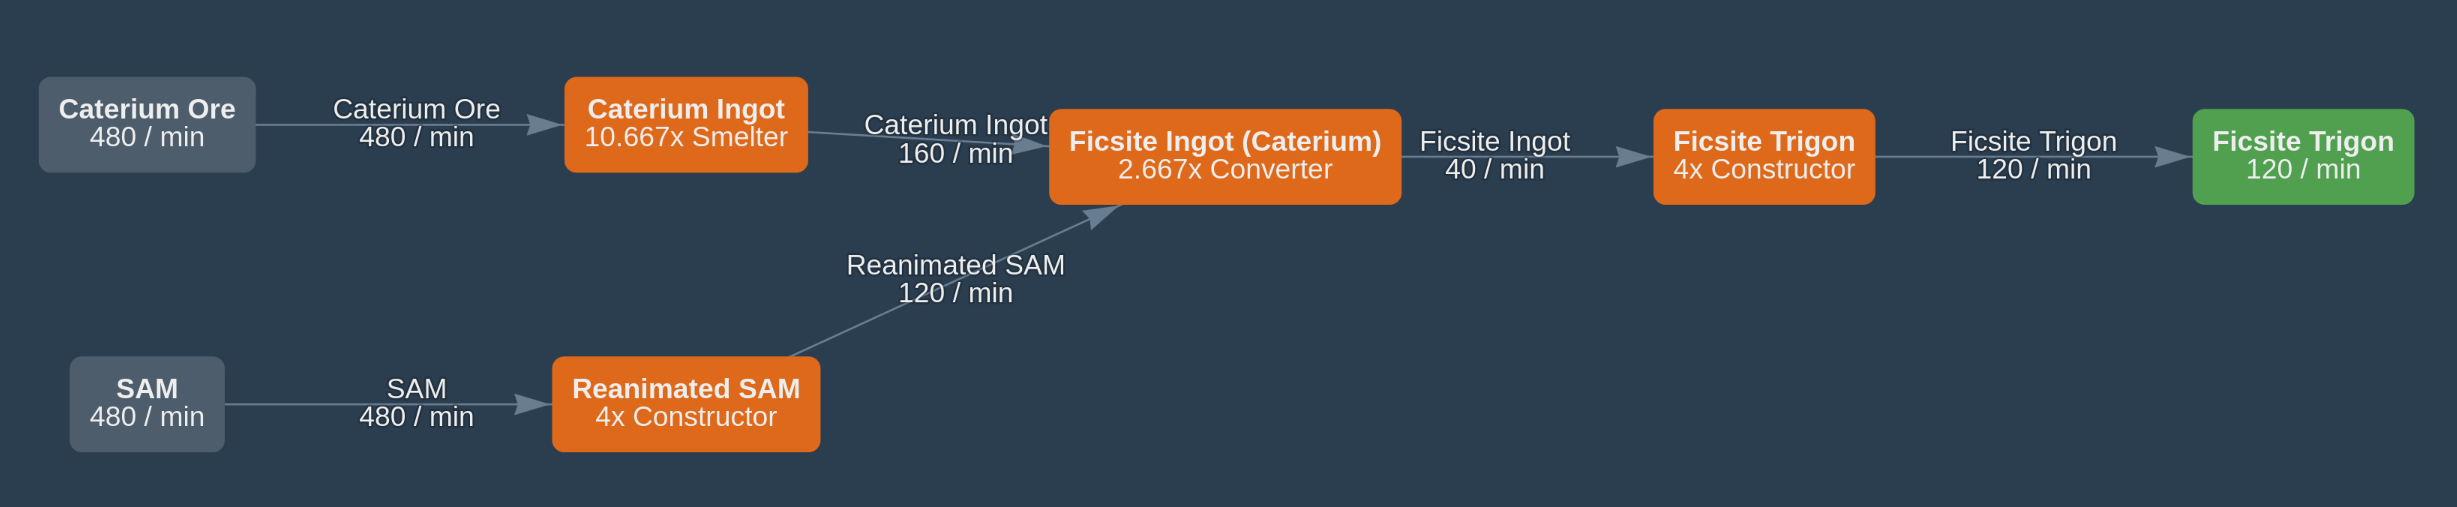 Caterium Ore
480 / min
Caterium Ore
480 / min
Caterium Ingot
10.667x Smelter
Caterium Ingot
160 / min
Ficsite Ingot (Caterium)
2.667x Converter
Ficsite Ingot
40 / min
Ficsite Trigon
4x Constructor
Ficsite Trigon
120 / min
Ficsite Trigon
120 / min
Reanimated SAM
120 / min
SAM
480 / min
SAM
480 / min
Reanimated SAM
4x Constructor